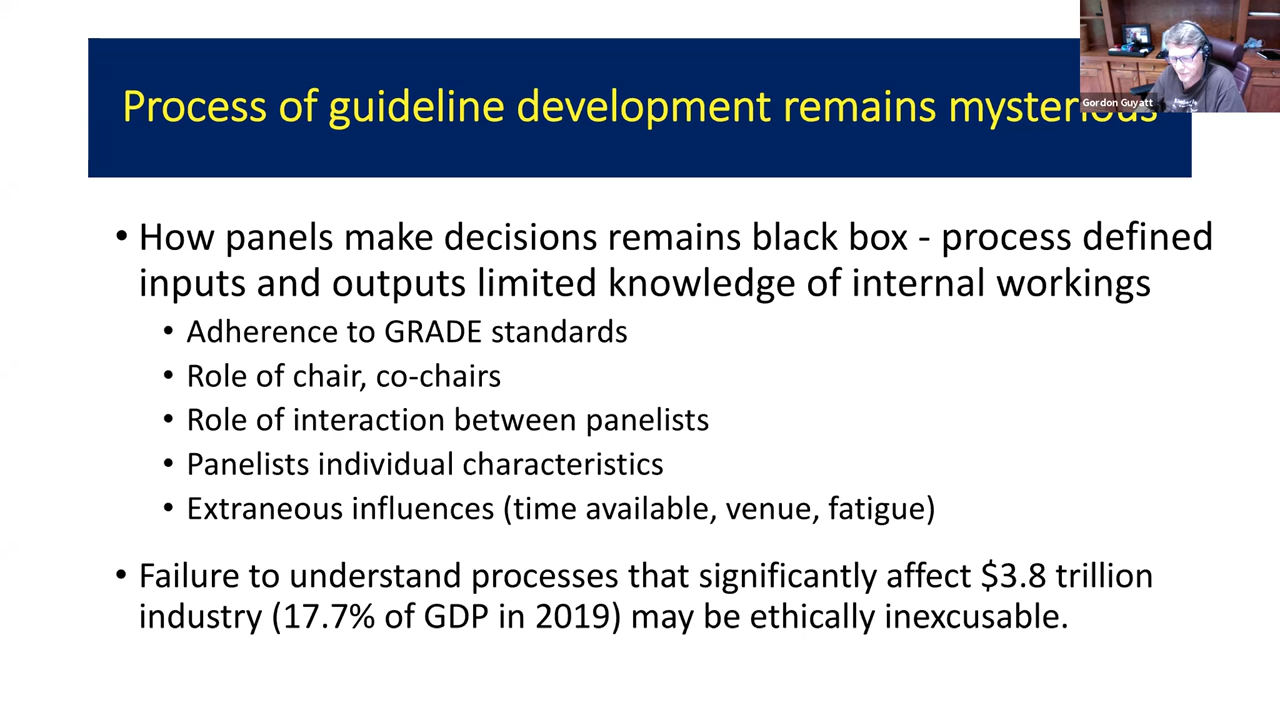 Process of guideline development remains mysterious
Gordon Guyatt
• How panels make decisions remains black box - process defined
inputs and outputs limited knowledge of internal workings
• Adherence to GRADE standards
• Role of chair, co-chairs
• Role of interaction between panelists
• Panelists individual characteristics
• Extraneous influences (time available, venue, fatigue)
• Failure to understand processes that significantly affect $3.8 trillion
industry (17.7% of GDP in 2019) may be ethically inexcusable.